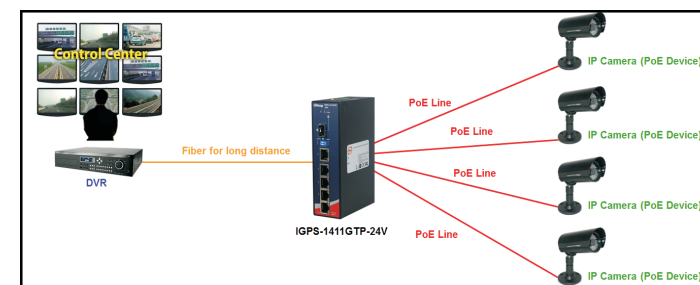 Control Center
IP Camera (PoE Device)
PoE Line
IP Camera (PoE Device)
PoE Line
Fiber for long distance
PoE Line
DVR
IP Camera (PoE Device)
IGPS-1411GTP-24V
PoE Line
IP Camera (PoE Device)